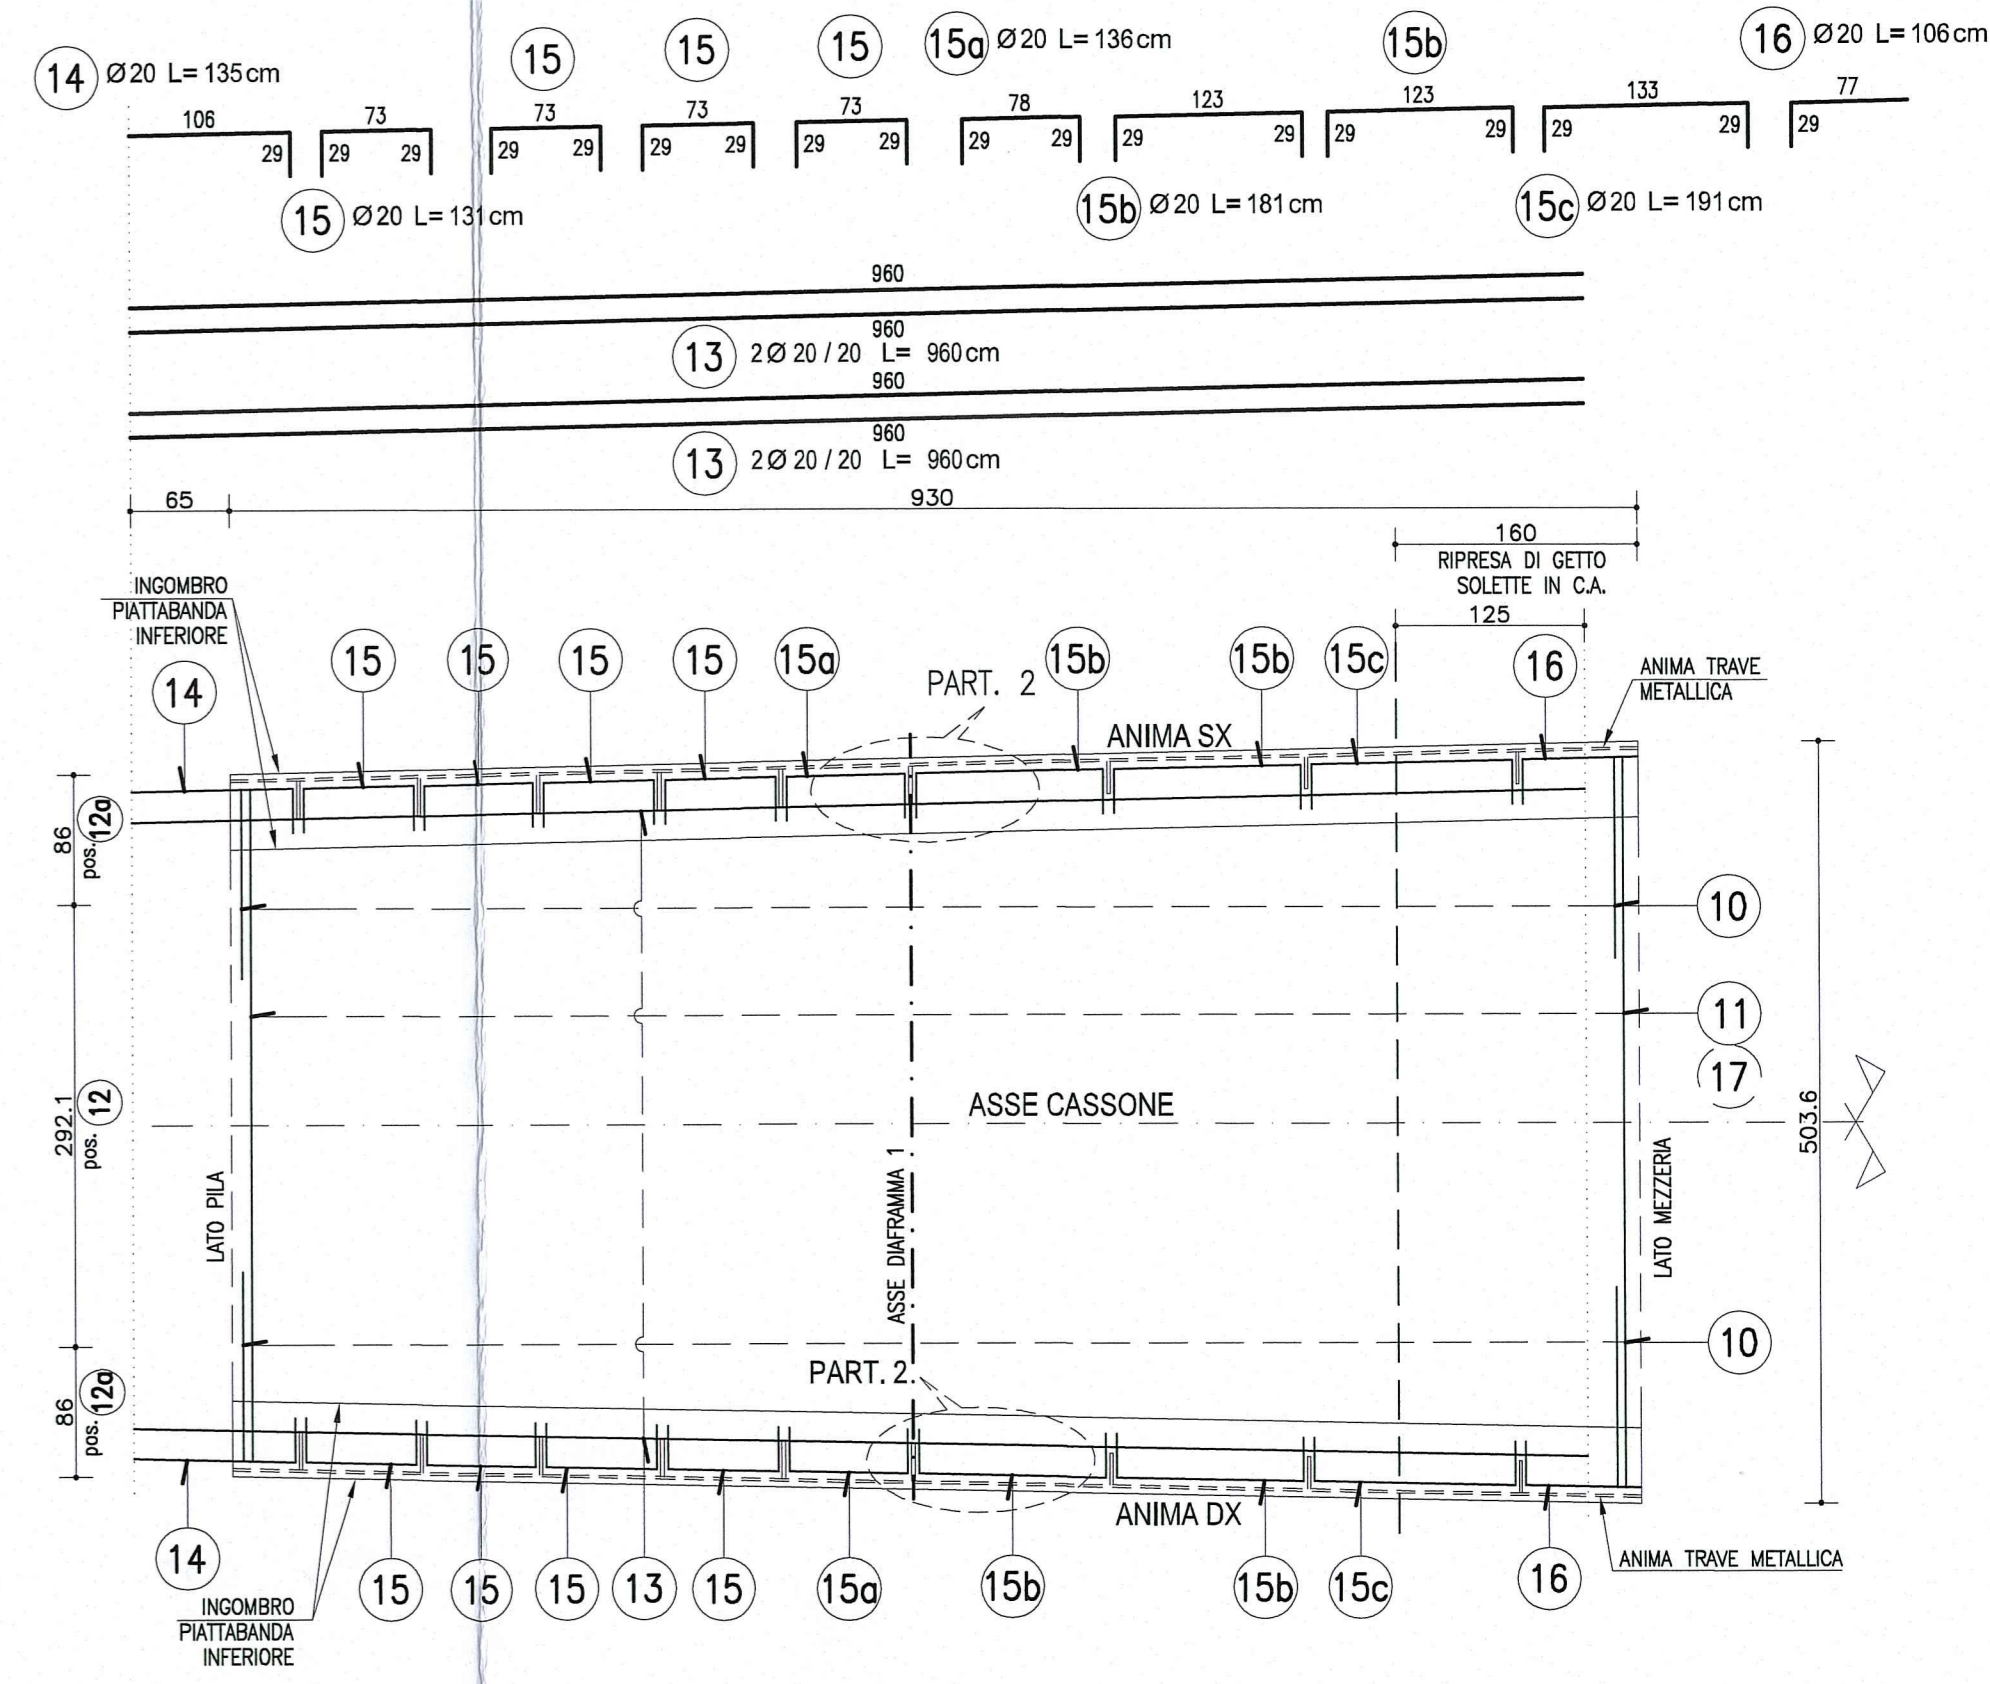 14 Ø20 L= 135cm
15
15
15
15a Ø20 L= 136cm
15b
16 Ø20 L= 106cm
106
29
73
29 29
73
29 29
73
29 29
73
29 29
78
29 29
123
29 29
123
29 29
133
29 29
77
29
15 Ø20 L= 131cm
15b Ø20 L= 181cm
15c Ø20 L= 191cm
960
960
13 2Ø20/20 L= 960cm
960
960
13 2Ø20/20 L= 960cm
65
930
160
RIPRESA DI GETTO
SOLETTE IN C.A.
125
INGOMBRO
PIATTABANDA
INFERIORE
14
15
15
15
15
15a
PART. 2
15b
15b
15c
16
ANIMA TRAVE
METALLICA
ANIMA SX
86
pos. 12a
10
11
17
292.1
pos. 12
ASSE CASSONE
503.6
LATO PILA
ASSE DIAFRAMMA 1
LATO MEZZERIA
10
86
pos. 12a
PART. 2
ANIMA DX
14
15
15
15
13
15
15a
15b
15b
15c
16
ANIMA TRAVE METALLICA
INGOMBRO
PIATTABANDA
INFERIORE